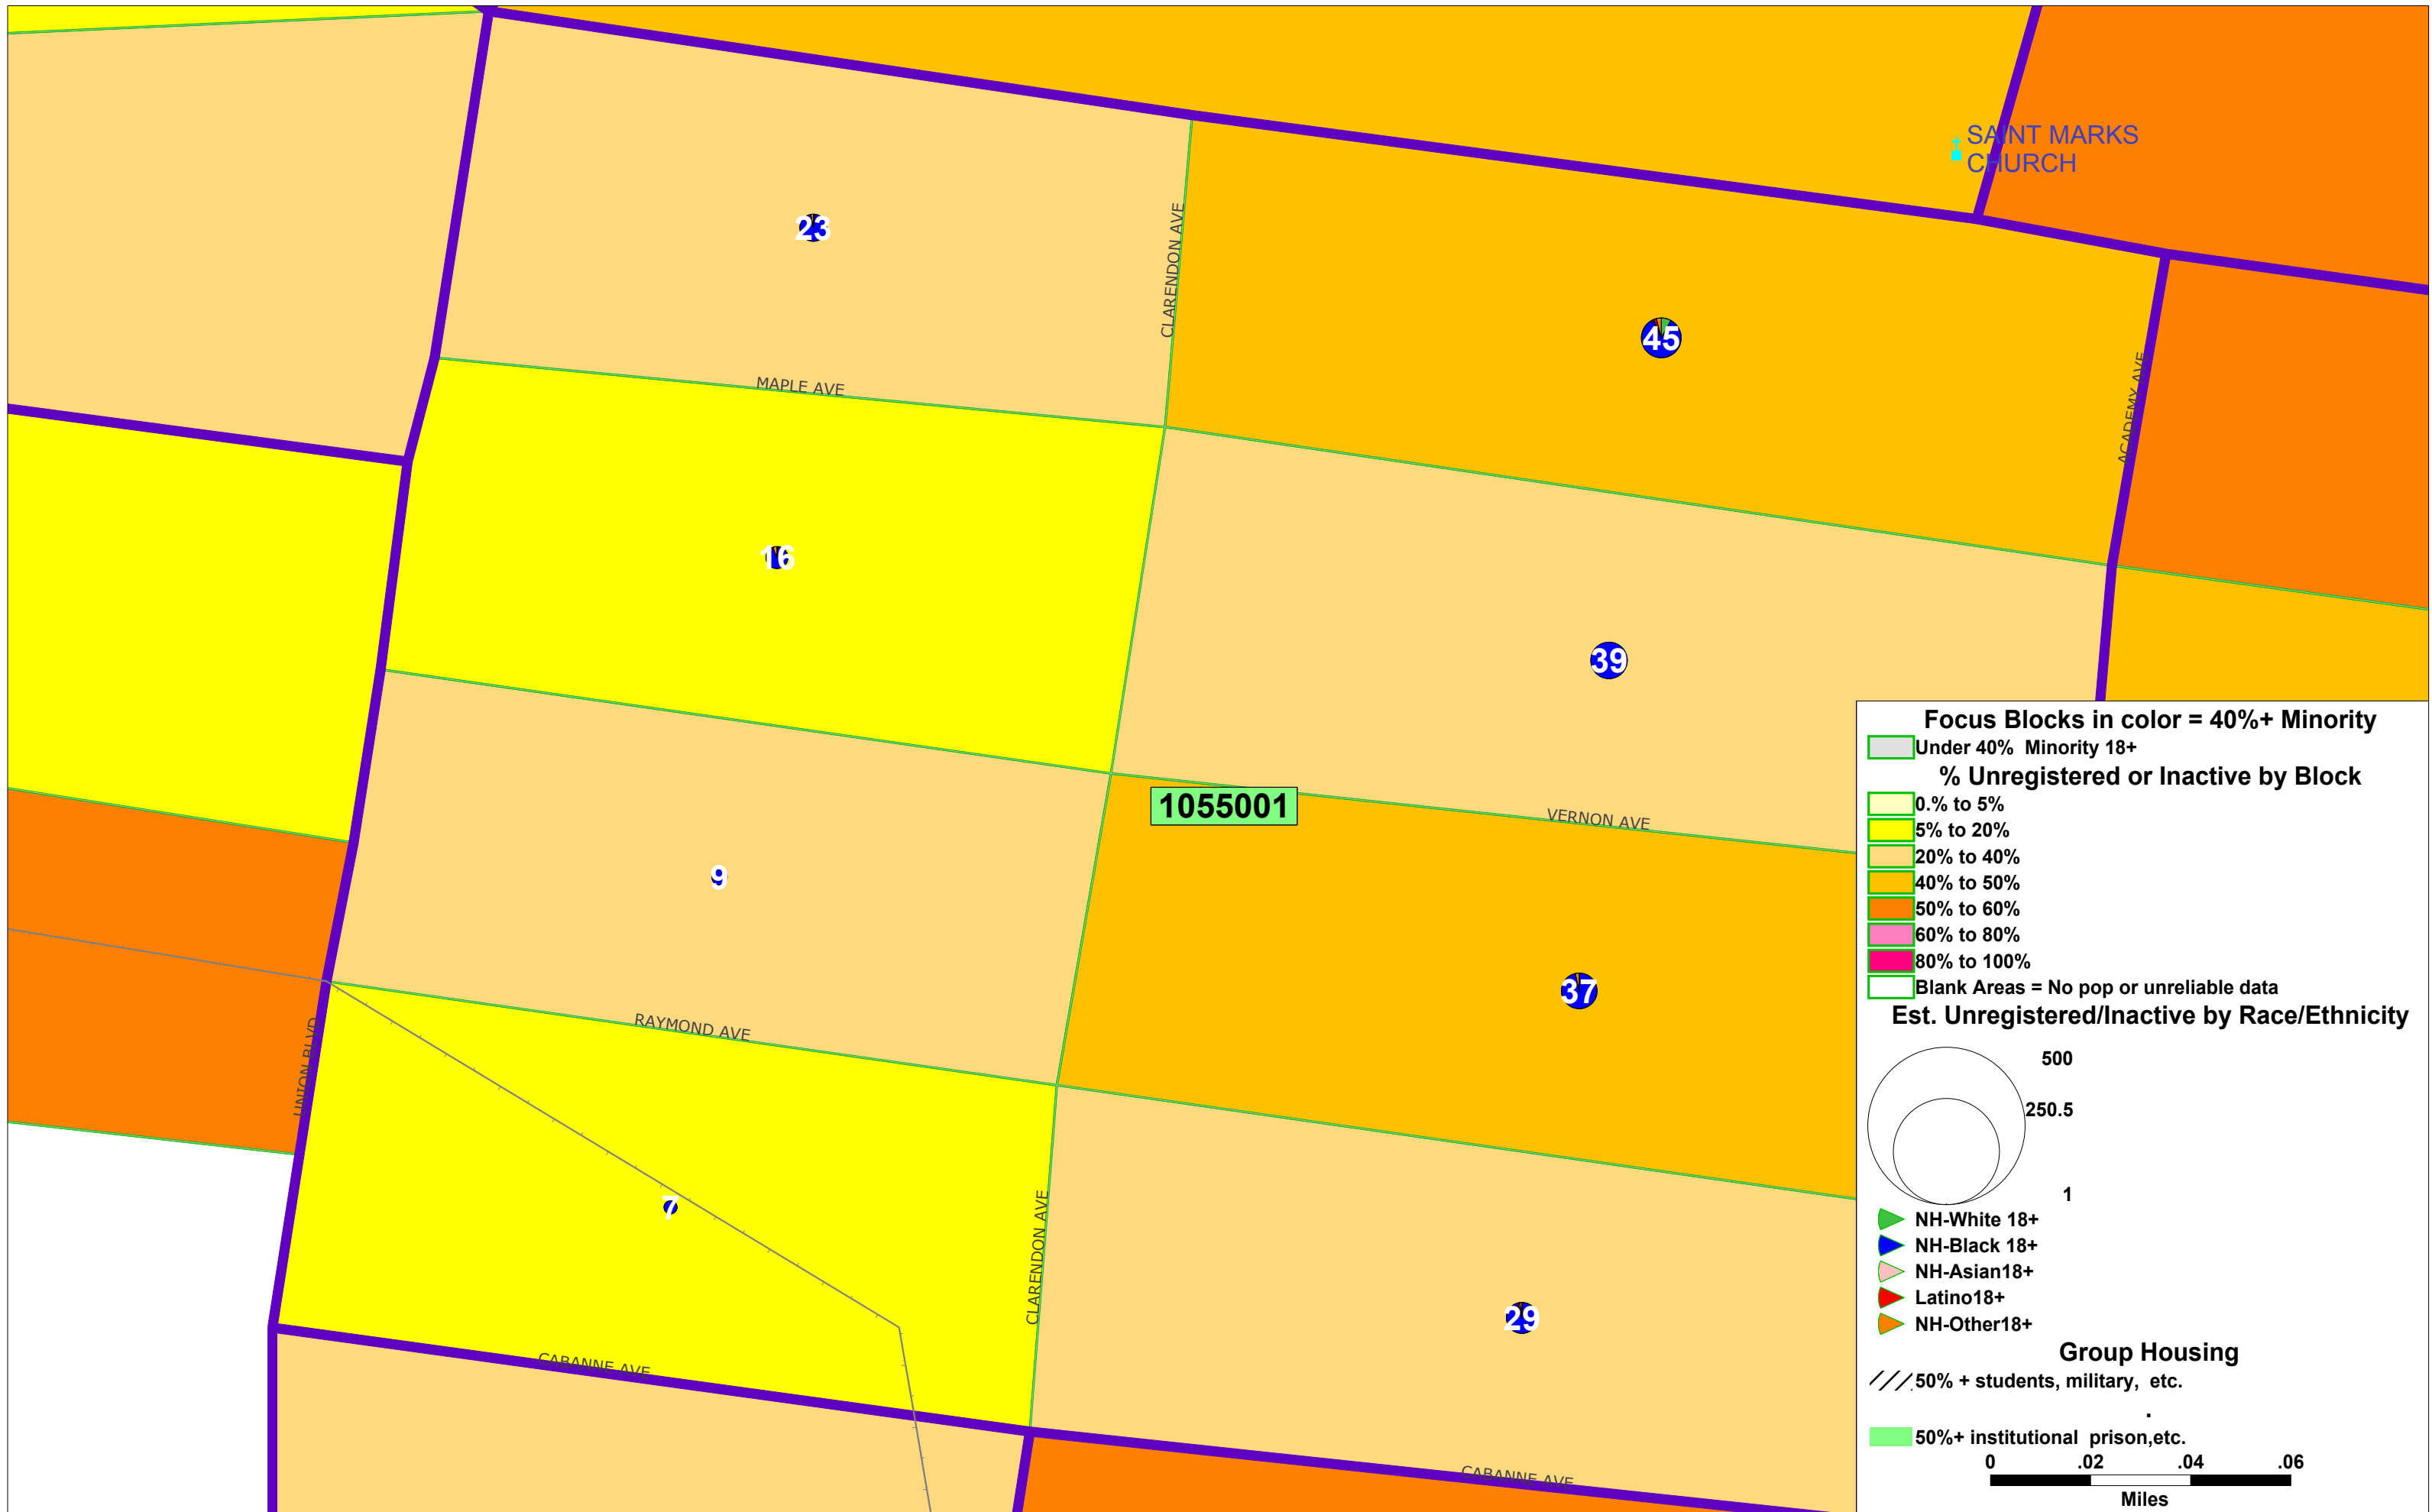 SAINT MARKS
CHURCH
23
CLARENDON AVE
45
MAPLE AVE
ACADEMY AVE
16
39
1055001
VERNON AVE
9
37
RAYMOND AVE
UNION BLVD
7
CLARENDON AVE
29
CABANNE AVE
CABANNE AVE
Focus Blocks in color = 40%+ Minority
Under 40% Minority 18+
% Unregistered or Inactive by Block
0.% to 5%
5% to 20%
20% to 40%
40% to 50%
50% to 60%
60% to 80%
80% to 100%
Blank Areas = No pop or unreliable data
Est. Unregistered/Inactive by Race/Ethnicity
500
250.5
1
NH-White 18+
NH-Black 18+
NH-Asian18+
Latino18+
NH-Other18+
Group Housing
50% + students, military, etc.
.
50%+ institutional prison,etc.
0 .02 .04 .06
Miles